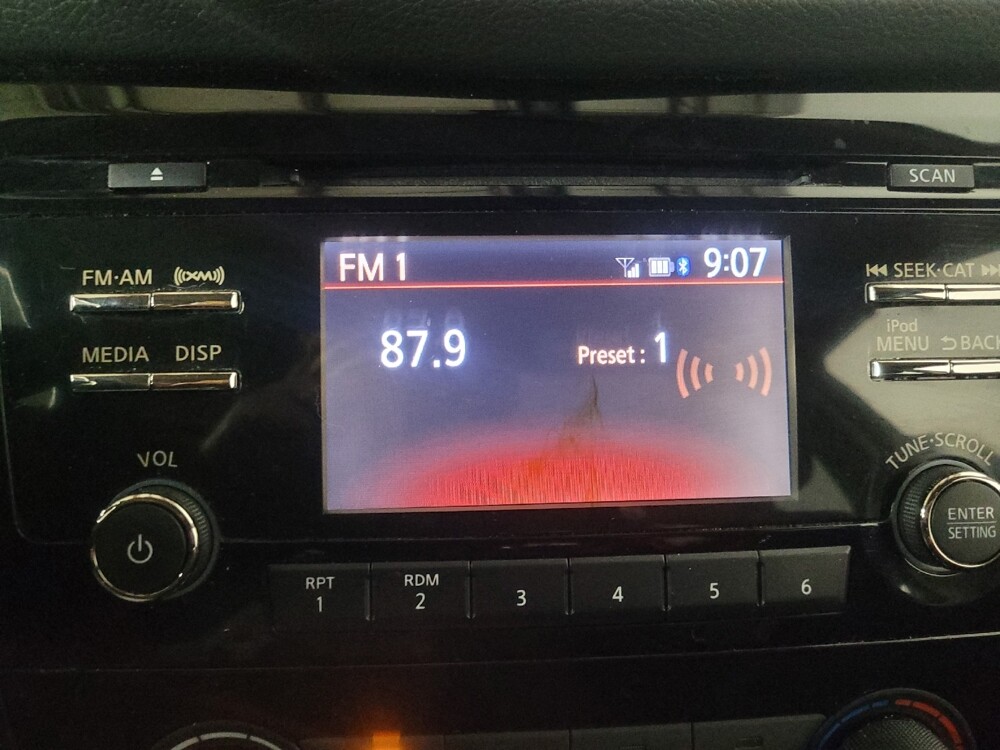 SCAN
FM·AM XM
FM 1 9:07
SEEK·CAT
87.9 Preset : 1
iPod
MENU BACK
MEDIA DISP
VOL
TUNE·SCROLL
ENTER
SETTING
RPT RDM
1 2 3 4 5 6